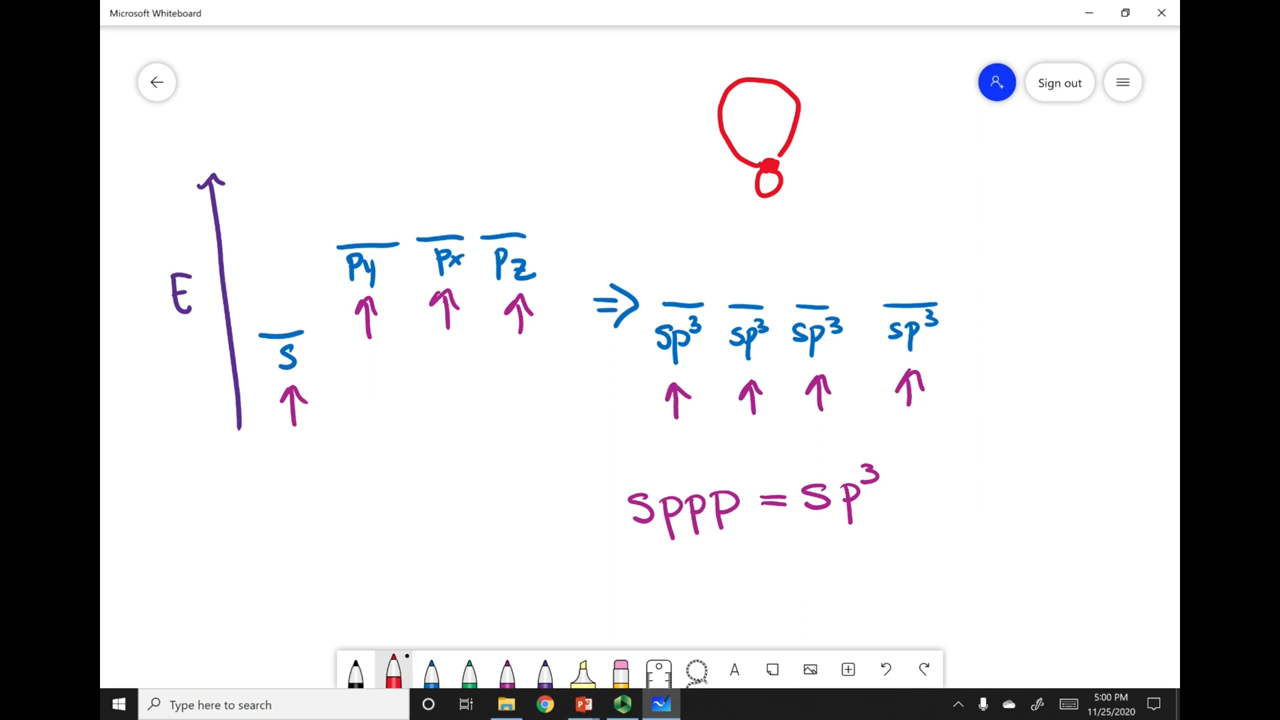 Microsoft Whiteboard
Sign out
E
py px pz
s
⇒
sp³ sp³ sp³ sp³
sppp = sp³
A
Type here to search
5:00 PM
11/25/2020